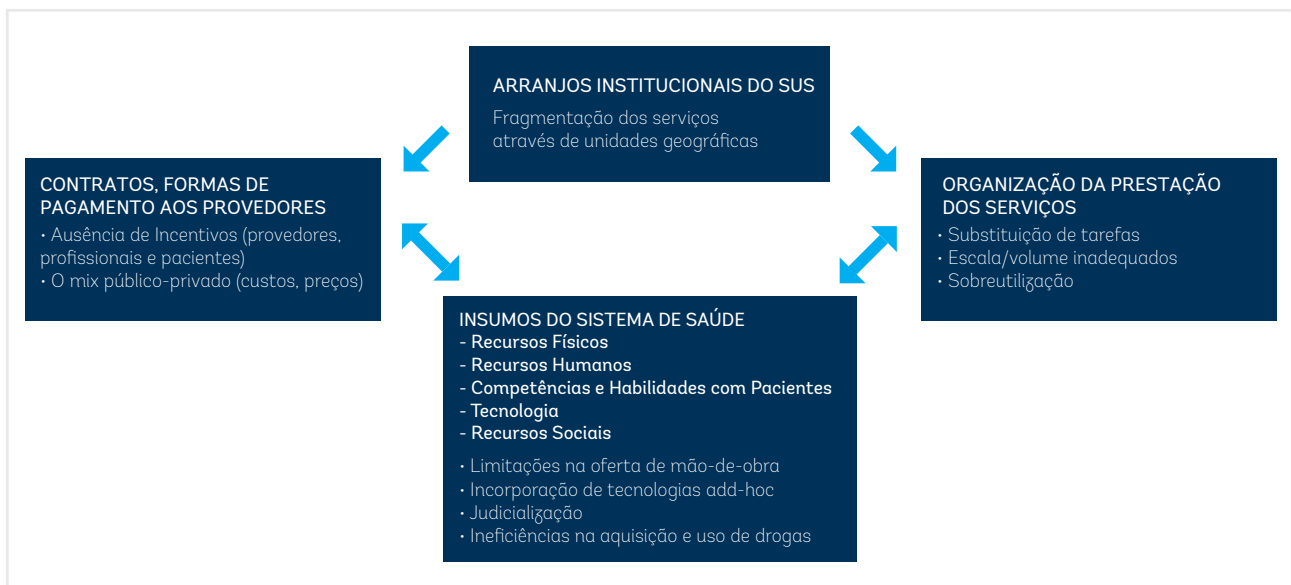 ARRANJOS INSTITUCIONAIS DO SUS
Fragmentação dos serviços
através de unidades geográficas
CONTRATOS, FORMAS DE
PAGAMENTO AOS PROVEDORES
• Ausência de Incentivos (provedores,
profissionais e pacientes)
• O mix público-privado (custos, preços)
ORGANIZAÇÃO DA PRESTAÇÃO
DOS SERVIÇOS
• Substituição de tarefas
• Escala/volume inadequados
• Sobreutilização
INSUMOS DO SISTEMA DE SAÚDE
- Recursos Físicos
- Recursos Humanos
- Competências e Habilidades com Pacientes
- Tecnologia
- Recursos Sociais
• Limitações na oferta de mão-de-obra
• Incorporação de tecnologias add-hoc
• Judicialização
• Ineficiências na aquisição e uso de drogas